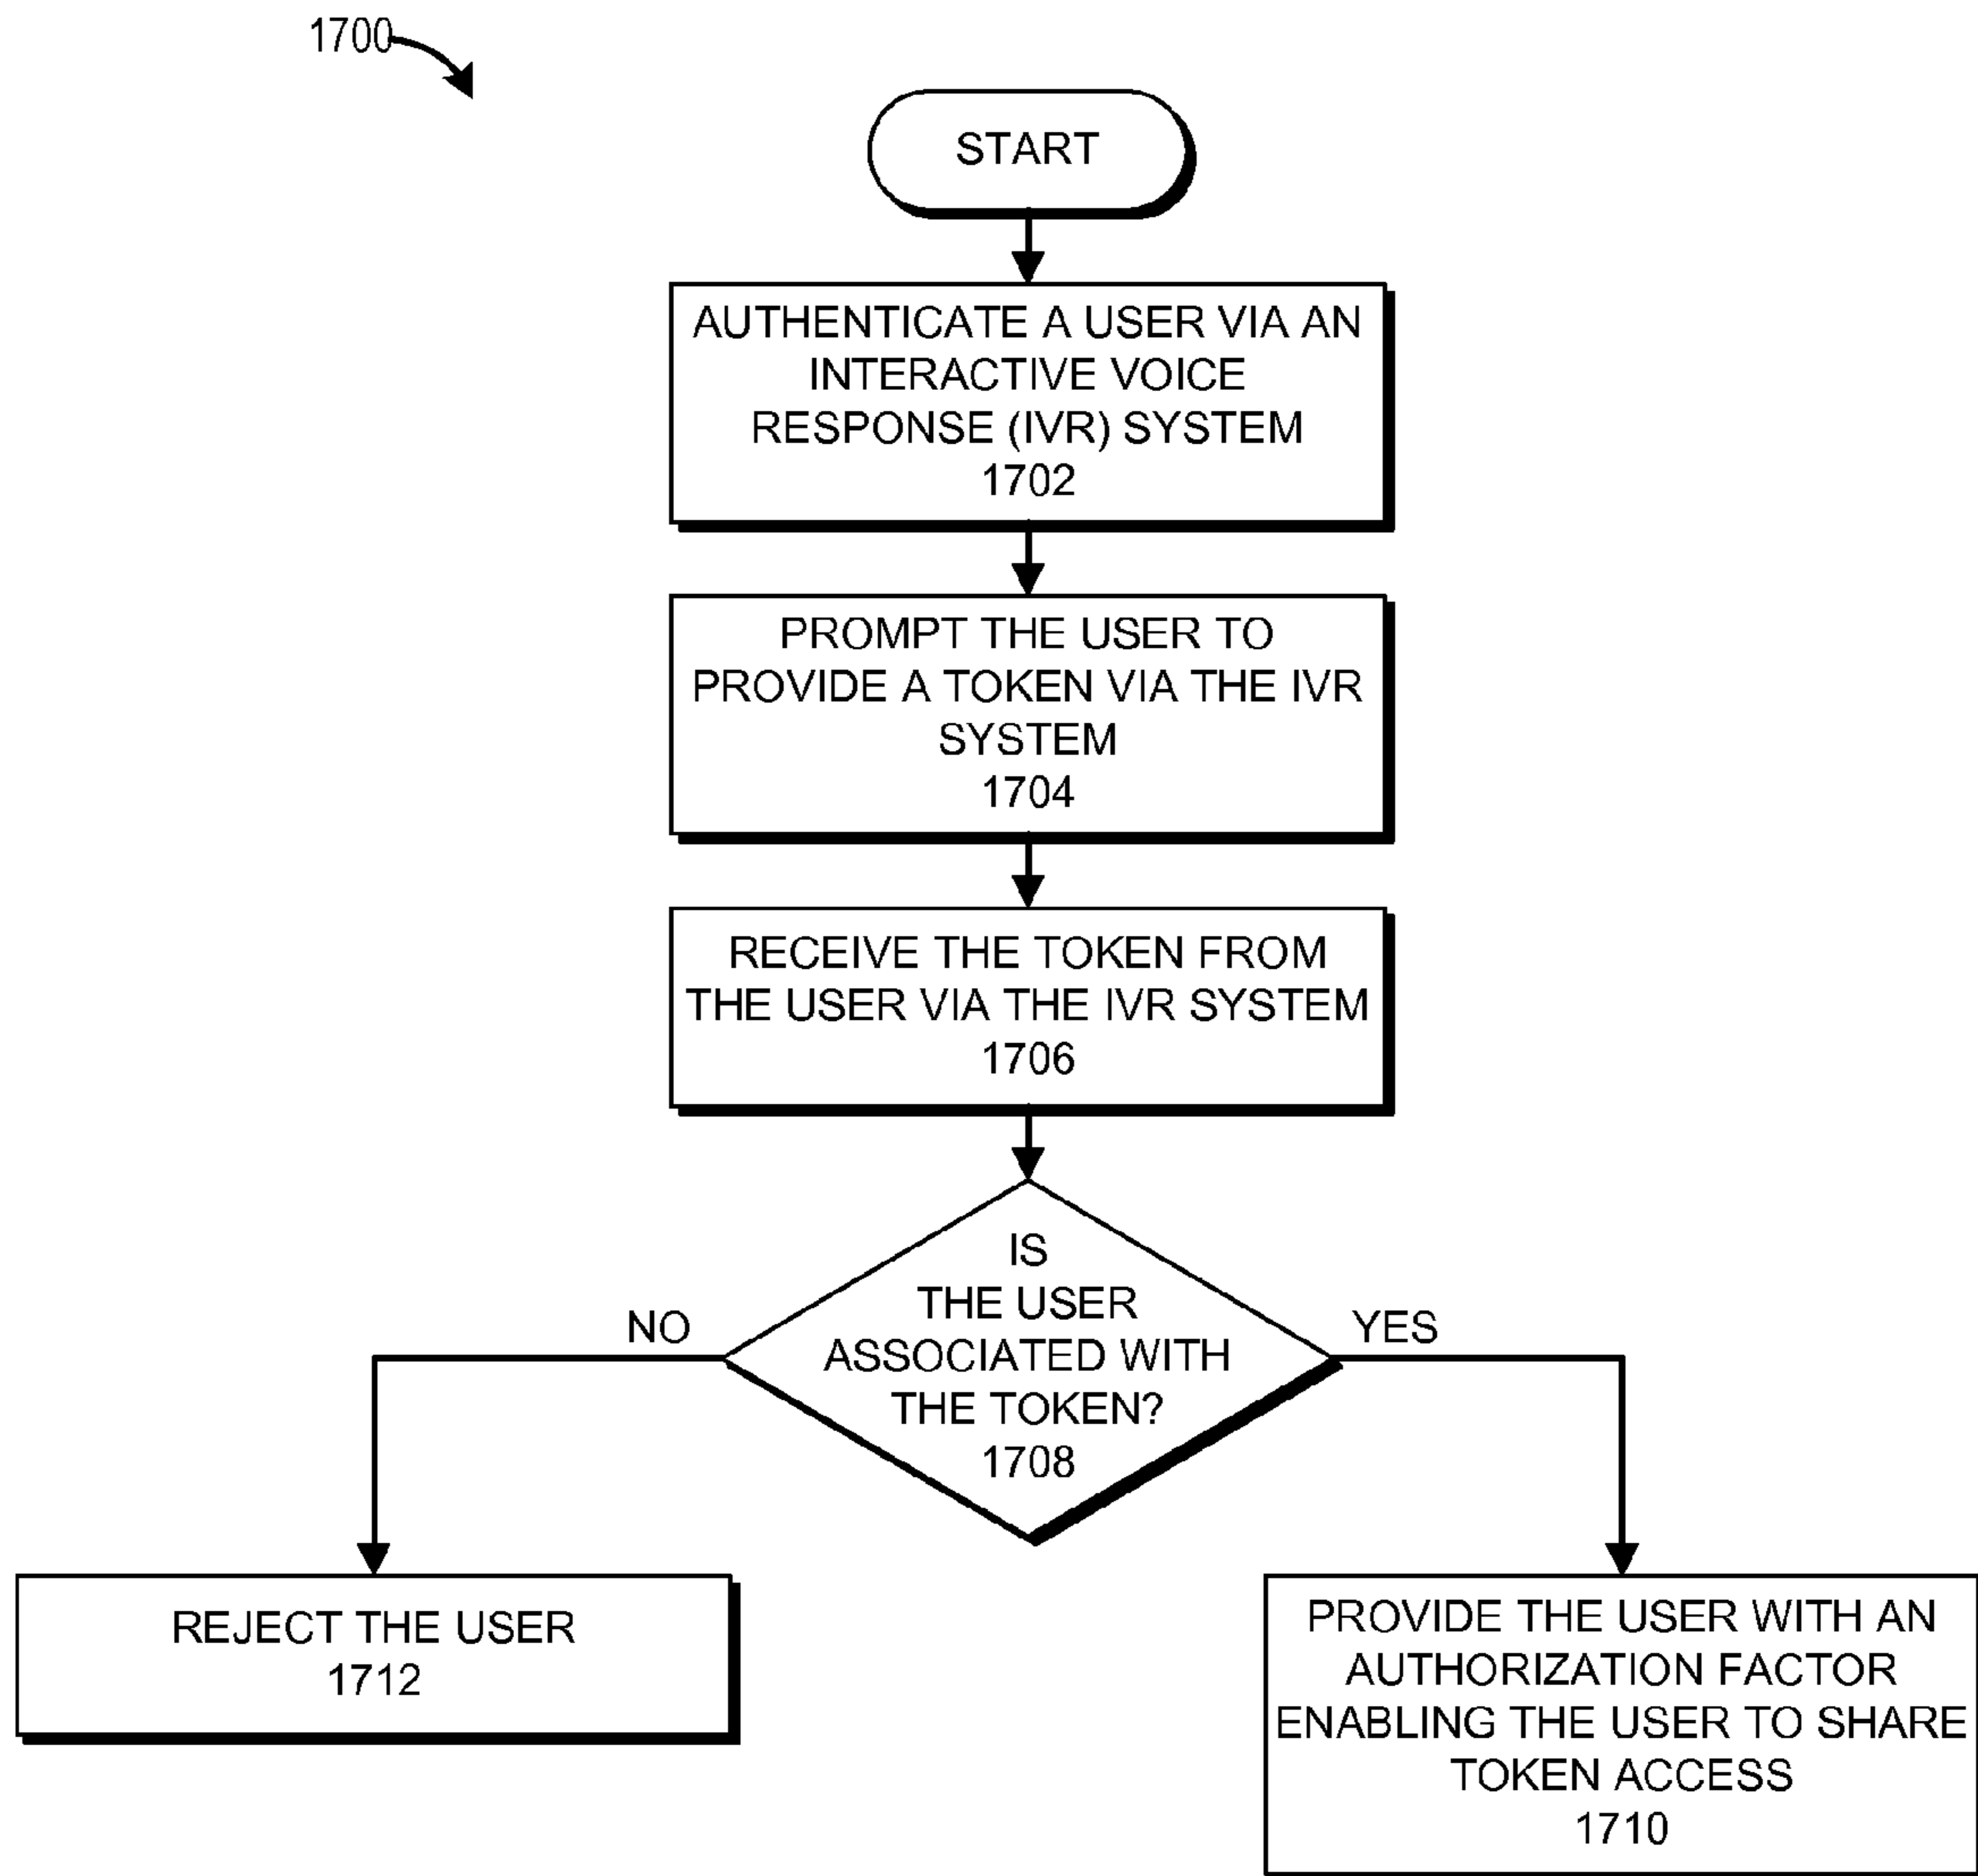 1700
START
AUTHENTICATE A USER VIA AN
INTERACTIVE VOICE
RESPONSE (IVR) SYSTEM
1702
PROMPT THE USER TO
PROVIDE A TOKEN VIA THE IVR
SYSTEM
1704
RECEIVE THE TOKEN FROM
THE USER VIA THE IVR SYSTEM
1706
IS
THE USER
ASSOCIATED WITH
THE TOKEN?
1708
NO
YES
REJECT THE USER
1712
PROVIDE THE USER WITH AN
AUTHORIZATION FACTOR
ENABLING THE USER TO SHARE
TOKEN ACCESS
1710